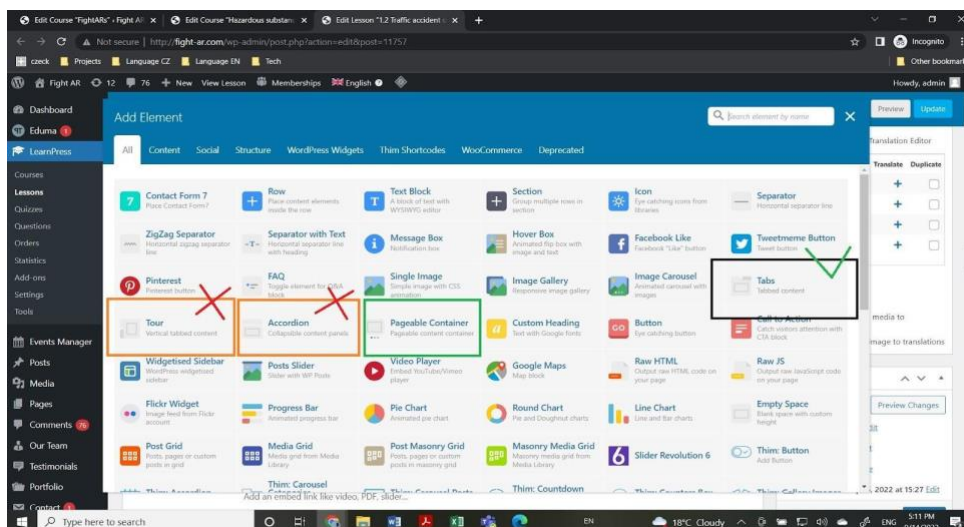 Edit Course "FightARs" ‹ Fight AR
Edit Course "Hazardous substan
Edit Lesson "1.2 Traffic accident
Not secure | http://fight-ar.com/wp-admin/post.php?action=edit&post=11757
Incognito
czeck Projects Language CZ Language EN Tech Other bookmar
Fight AR 12 76 New View Lesson Memberships English Howdy, admin
Dashboard
Eduma 1
LearnPress
Courses
Lessons
Quizzes
Questions
Orders
Statistics
Add-ons
Settings
Tools
Events Manager
Posts
Media
Pages
Comments 76
Our Team
Testimonials
Portfolio
Contact 1
Add Element
Search element by name
All Content Social Structure WordPress Widgets Thim Shortcodes WooCommerce Deprecated
Contact Form 7
Place Contact Form7
Row
Place content elements
inside the row
Text Block
A block of text with
WYSIWYG editor
Section
Group multiple rows in
section
Icon
Eye catching icons from
libraries
Separator
Horizontal separator line
ZigZag Separator
Horizontal zigzag separator
line
Separator with Text
Horizontal separator line
with heading
Message Box
Notification box
Hover Box
Animated flip box with
image and text
Facebook Like
Facebook "Like" button
Tweetmeme Button
Tweet button
Pinterest
Pinterest button
FAQ
Toggle element for Q&A
block
Single Image
Simple image with CSS
animation
Image Gallery
Responsive image gallery
Image Carousel
Animated carousel with
images
Tabs
Tabbed content
Tour
Vertical tabbed content
Accordion
Collapsible content panels
Pageable Container
Pageable content container
Custom Heading
Text with Google fonts
Button
Eye catching button
Call to Action
Catch visitors attention with
CTA block
Widgetised Sidebar
WordPress widgetised
sidebar
Posts Slider
Slider with WP Posts
Video Player
Embed YouTube/Vimeo
player
Google Maps
Map block
Raw HTML
Output raw HTML code on
your page
Raw JS
Output raw JavaScript code
on your page
Flickr Widget
Image feed from Flickr
account
Progress Bar
Animated progress bar
Pie Chart
Animated pie chart
Round Chart
Pie and Doughnut charts
Line Chart
Line and Bar charts
Empty Space
Blank space with custom
height
Post Grid
Posts, pages or custom
posts in grid
Media Grid
Media grid from Media
Library
Post Masonry Grid
Posts, pages or custom
posts in masonry grid
Masonry Media Grid
Masonry media grid from
Media Library
Slider Revolution 6
Thim: Button
Add Button
Thim: Accordion
Thim: Carousel
Categories
Thim: Carousel Posts
Thim: Countdown
Thim: Counters Box
Thim: Gallery Images
Add an embed link like video, PDF, slider...
Preview Update
Translation Editor
Translate Duplicate
media to
image to translations
Preview Changes
2022 at 15:27 Edit
Type here to search
EN
18°C Cloudy
ENG
5:11 PM